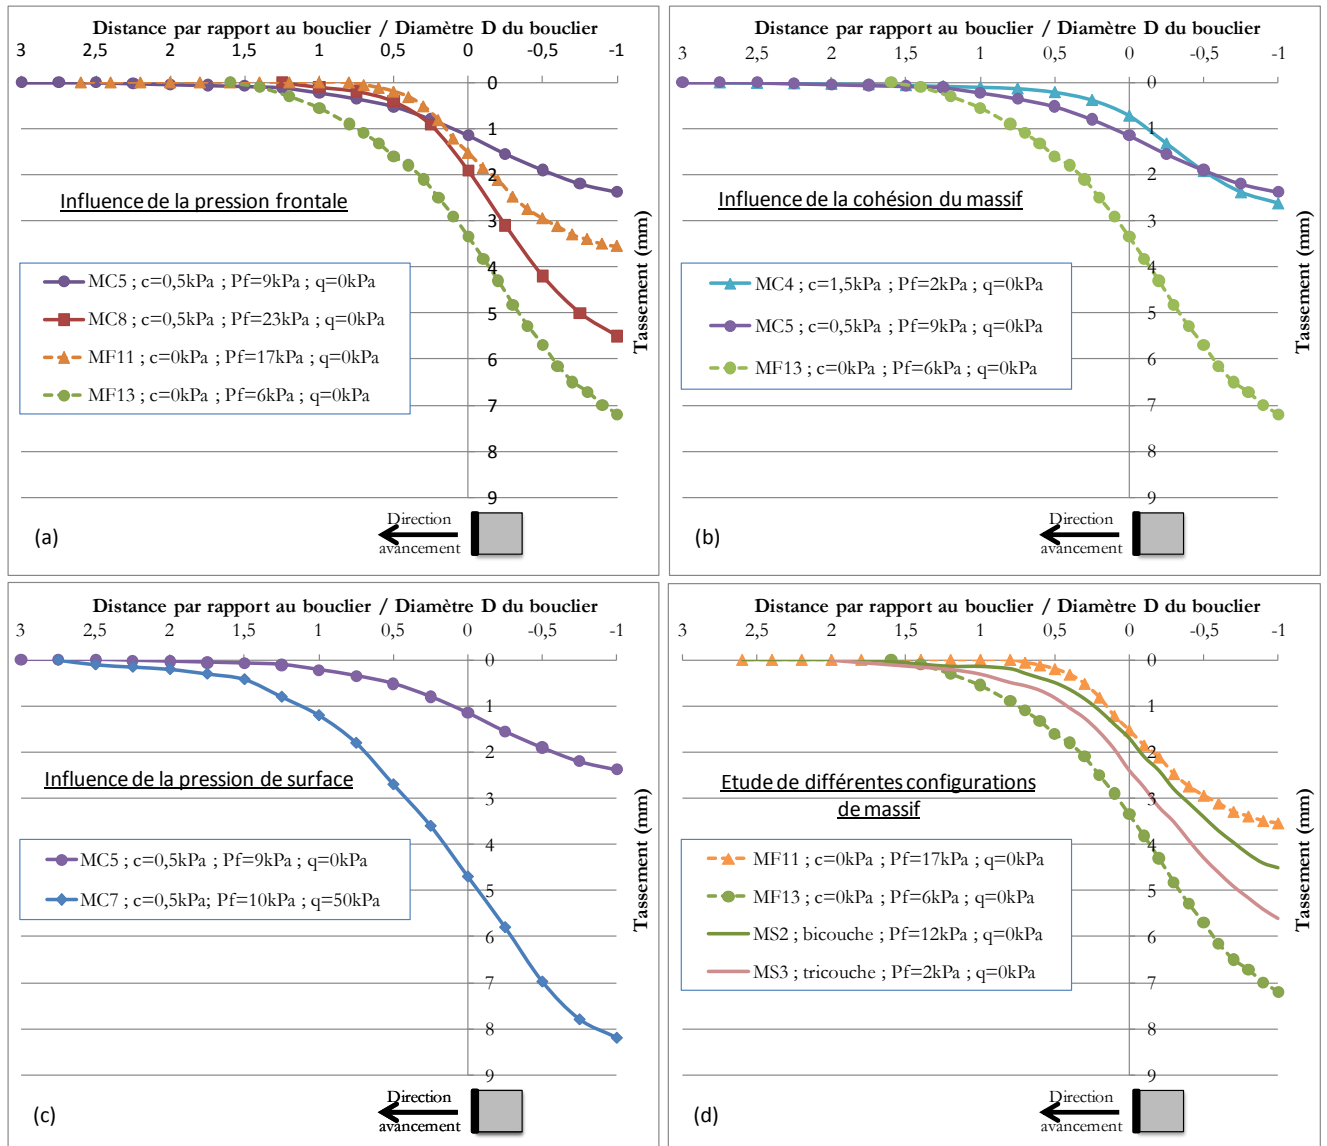 Distance par rapport au bouclier / Diamètre D du bouclier
3 2,5 2 1,5 1 0,5 0 -0,5 -1
0
1
2
3
4
5
6
7
8
9
Tassement (mm)
Influence de la pression frontale
MC5 ; c=0,5kPa ; Pf=9kPa ; q=0kPa
MC8 ; c=0,5kPa ; Pf=23kPa ; q=0kPa
MF11 ; c=0kPa ; Pf=17kPa ; q=0kPa
MF13 ; c=0kPa ; Pf=6kPa ; q=0kPa
(a)
Direction
avancement
Distance par rapport au bouclier / Diamètre D du bouclier
3 2,5 2 1,5 1 0,5 0 -0,5 -1
0
1
2
3
4
5
6
7
8
9
Tassement (mm)
Influence de la cohésion du massif
MC4 ; c=1,5kPa ; Pf=2kPa ; q=0kPa
MC5 ; c=0,5kPa ; Pf=9kPa ; q=0kPa
MF13 ; c=0kPa ; Pf=6kPa ; q=0kPa
(b)
Direction
avancement
Distance par rapport au bouclier / Diamètre D du bouclier
3 2,5 2 1,5 1 0,5 0 -0,5 -1
0
1
2
3
4
5
6
7
8
9
Tassement (mm)
Influence de la pression de surface
MC5 ; c=0,5kPa ; Pf=9kPa ; q=0kPa
MC7 ; c=0,5kPa; Pf=10kPa ; q=50kPa
(c)
Direction
avancement
Distance par rapport au bouclier / Diamètre D du bouclier
3 2,5 2 1,5 1 0,5 0 -0,5 -1
0
1
2
3
4
5
6
7
8
9
Tassement (mm)
Etude de différentes configurations
de massif
MF11 ; c=0kPa ; Pf=17kPa ; q=0kPa
MF13 ; c=0kPa ; Pf=6kPa ; q=0kPa
MS2 ; bicouche ; Pf=12kPa ; q=0kPa
MS3 ; tricouche ; Pf=2kPa ; q=0kPa
(d)
Direction
avancement